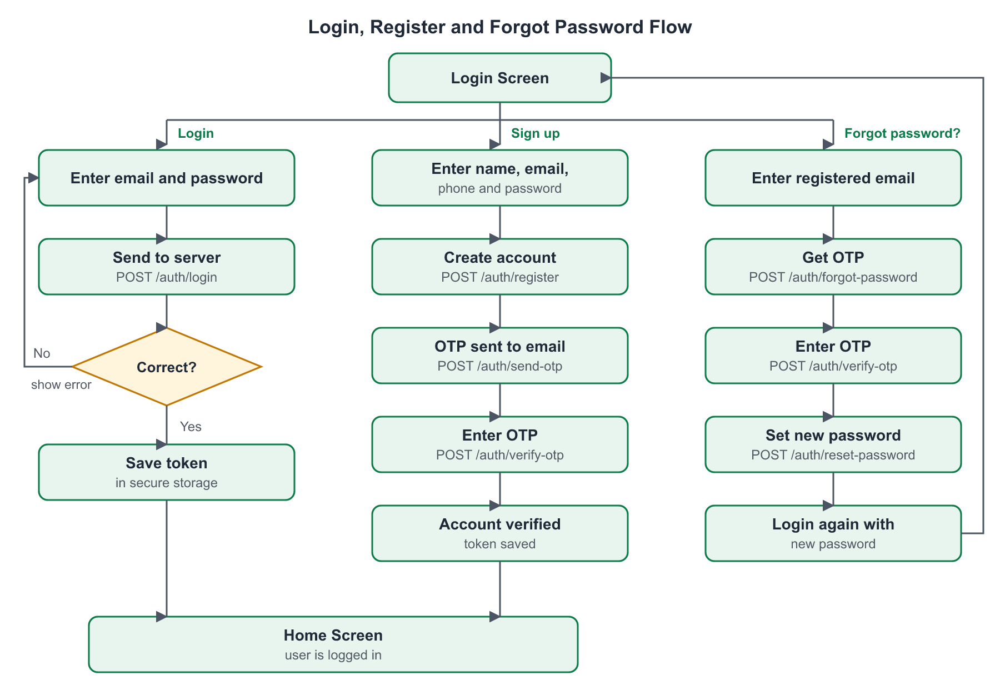 Login, Register and Forgot Password Flow
Login Screen
Login
Sign up
Forgot password?
Enter email and password
Send to server
POST /auth/login
Correct?
No
show error
Yes
Save token
in secure storage
Enter name, email,
phone and password
Create account
POST /auth/register
OTP sent to email
POST /auth/send-otp
Enter OTP
POST /auth/verify-otp
Account verified
token saved
Enter registered email
Get OTP
POST /auth/forgot-password
Enter OTP
POST /auth/verify-otp
Set new password
POST /auth/reset-password
Login again with
new password
Home Screen
user is logged in